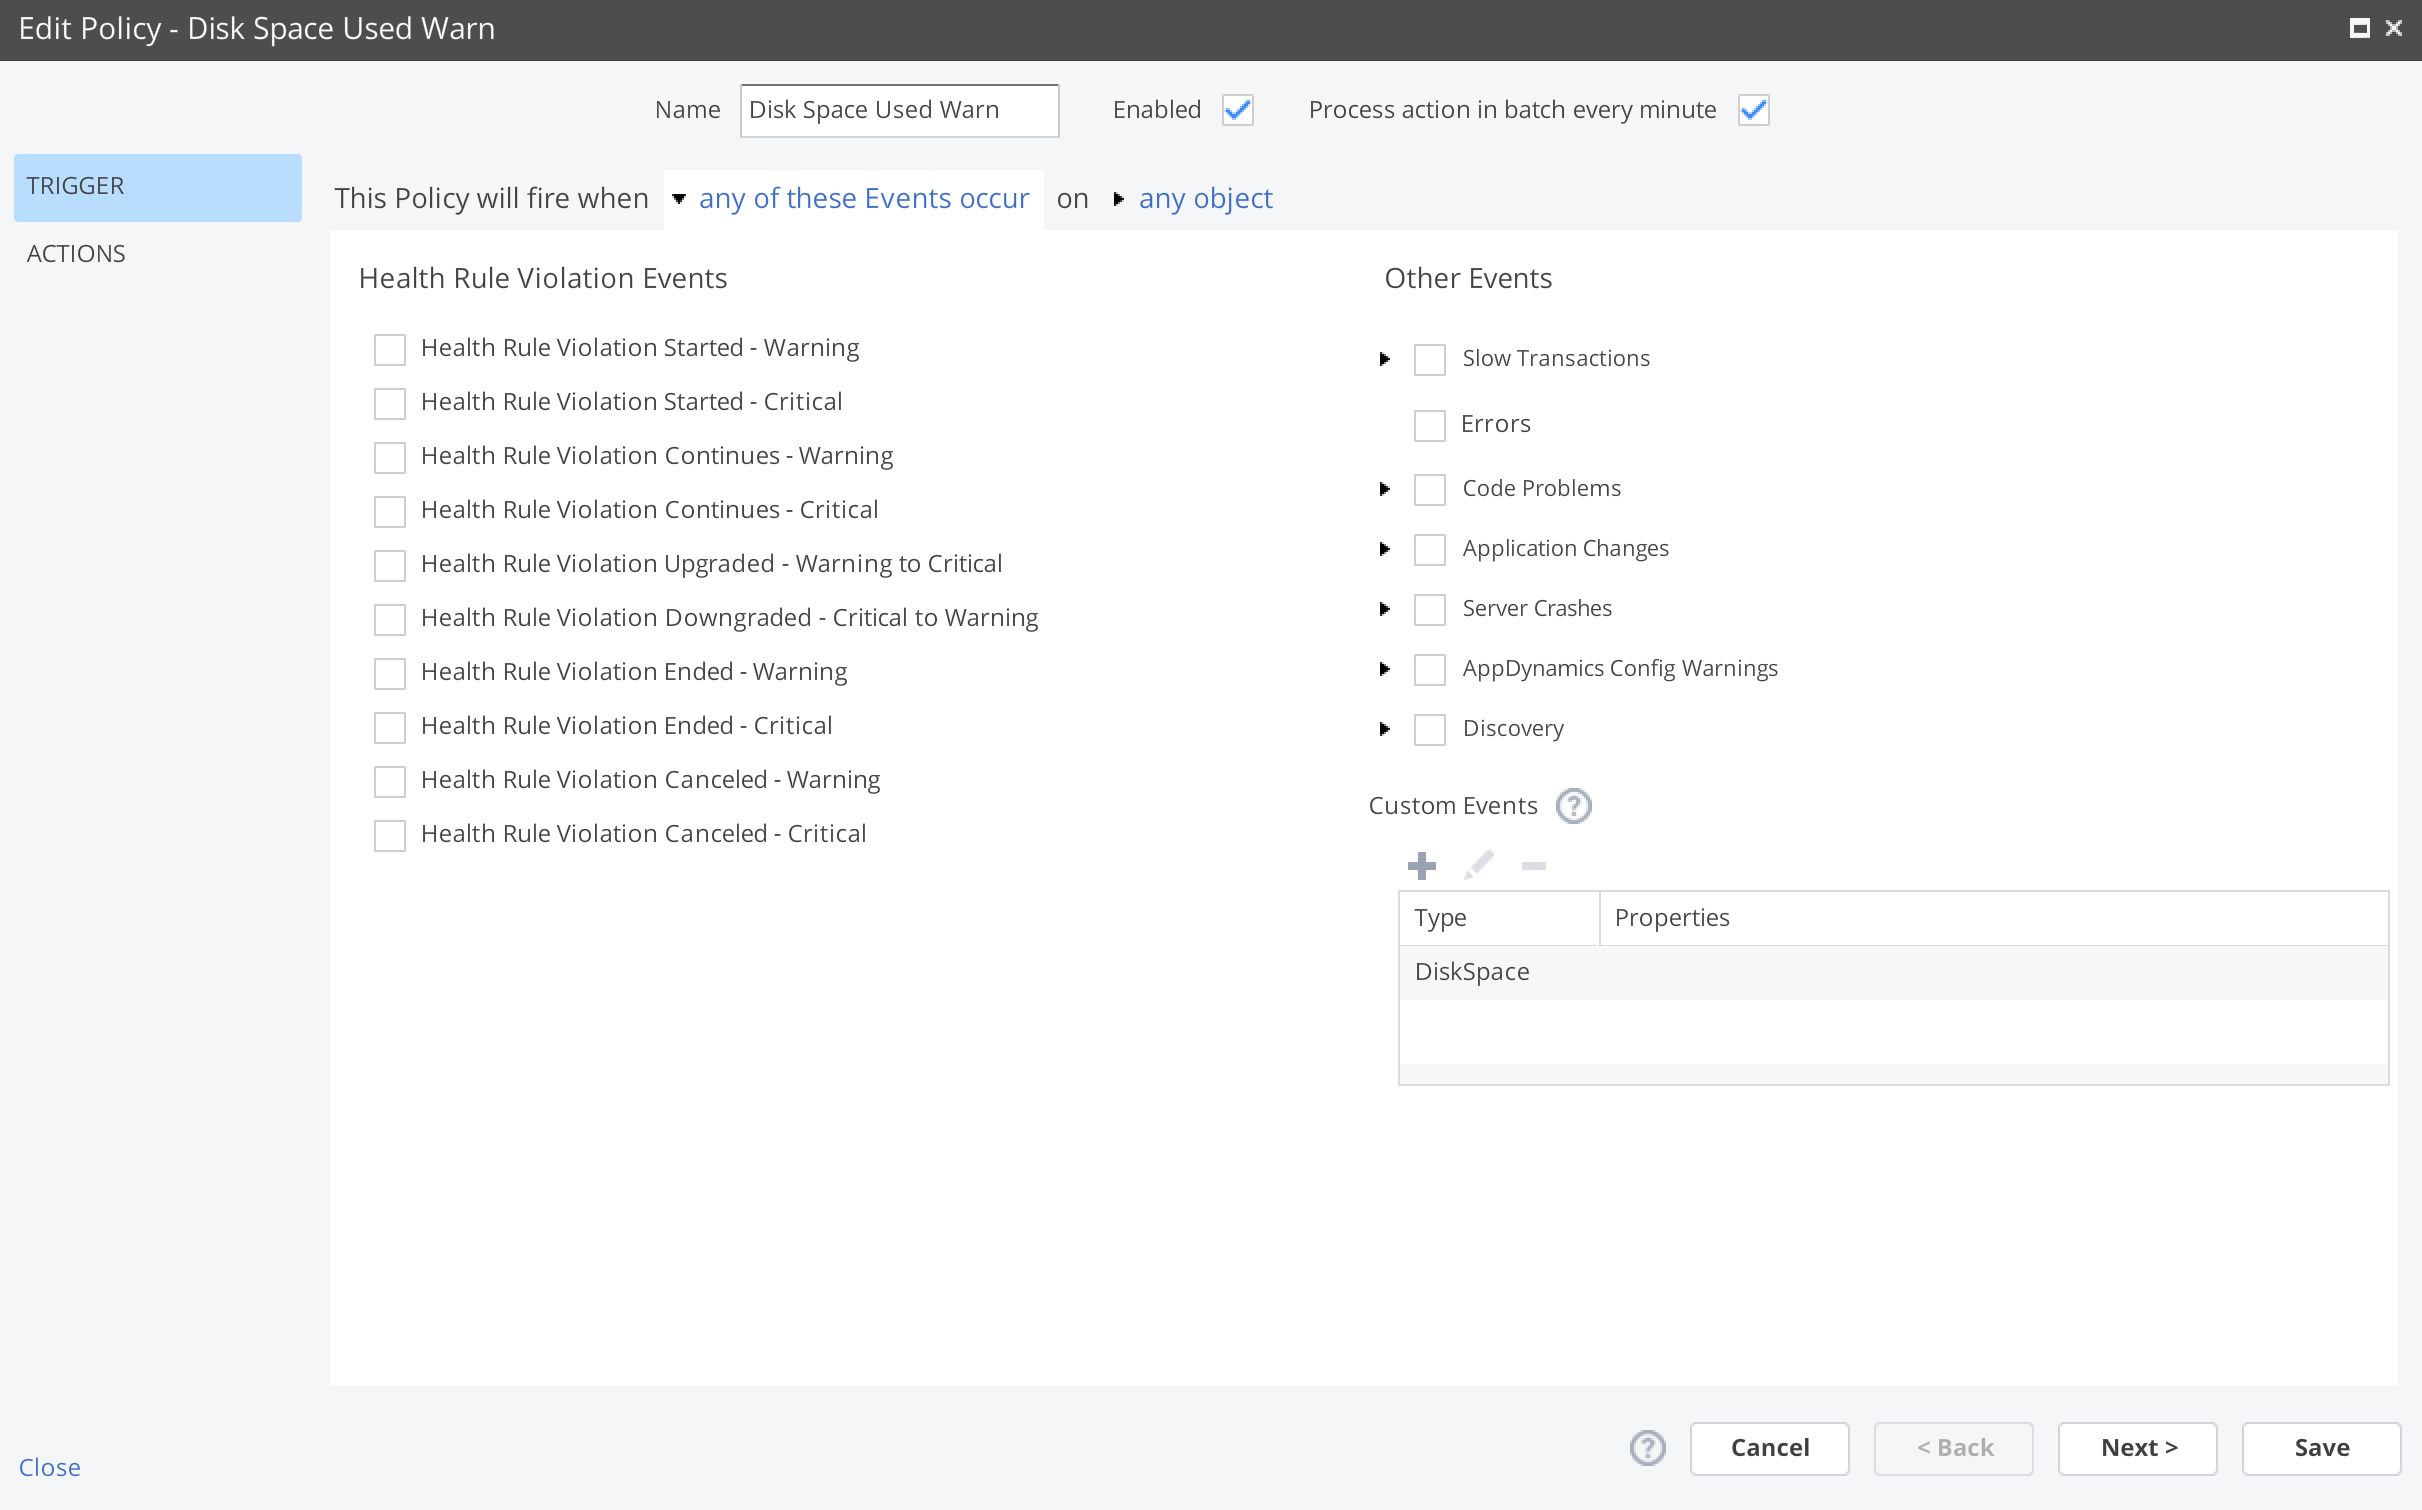 Edit Policy - Disk Space Used Warn
Name Disk Space Used Warn Enabled Process action in batch every minute
TRIGGER
ACTIONS
This Policy will fire when any of these Events occur on any object
Health Rule Violation Events
Health Rule Violation Started - Warning
Health Rule Violation Started - Critical
Health Rule Violation Continues - Warning
Health Rule Violation Continues - Critical
Health Rule Violation Upgraded - Warning to Critical
Health Rule Violation Downgraded - Critical to Warning
Health Rule Violation Ended - Warning
Health Rule Violation Ended - Critical
Health Rule Violation Canceled - Warning
Health Rule Violation Canceled - Critical
Other Events
Slow Transactions
Errors
Code Problems
Application Changes
Server Crashes
AppDynamics Config Warnings
Discovery
Custom Events ?
Type Properties
DiskSpace
Close
? Cancel < Back Next > Save